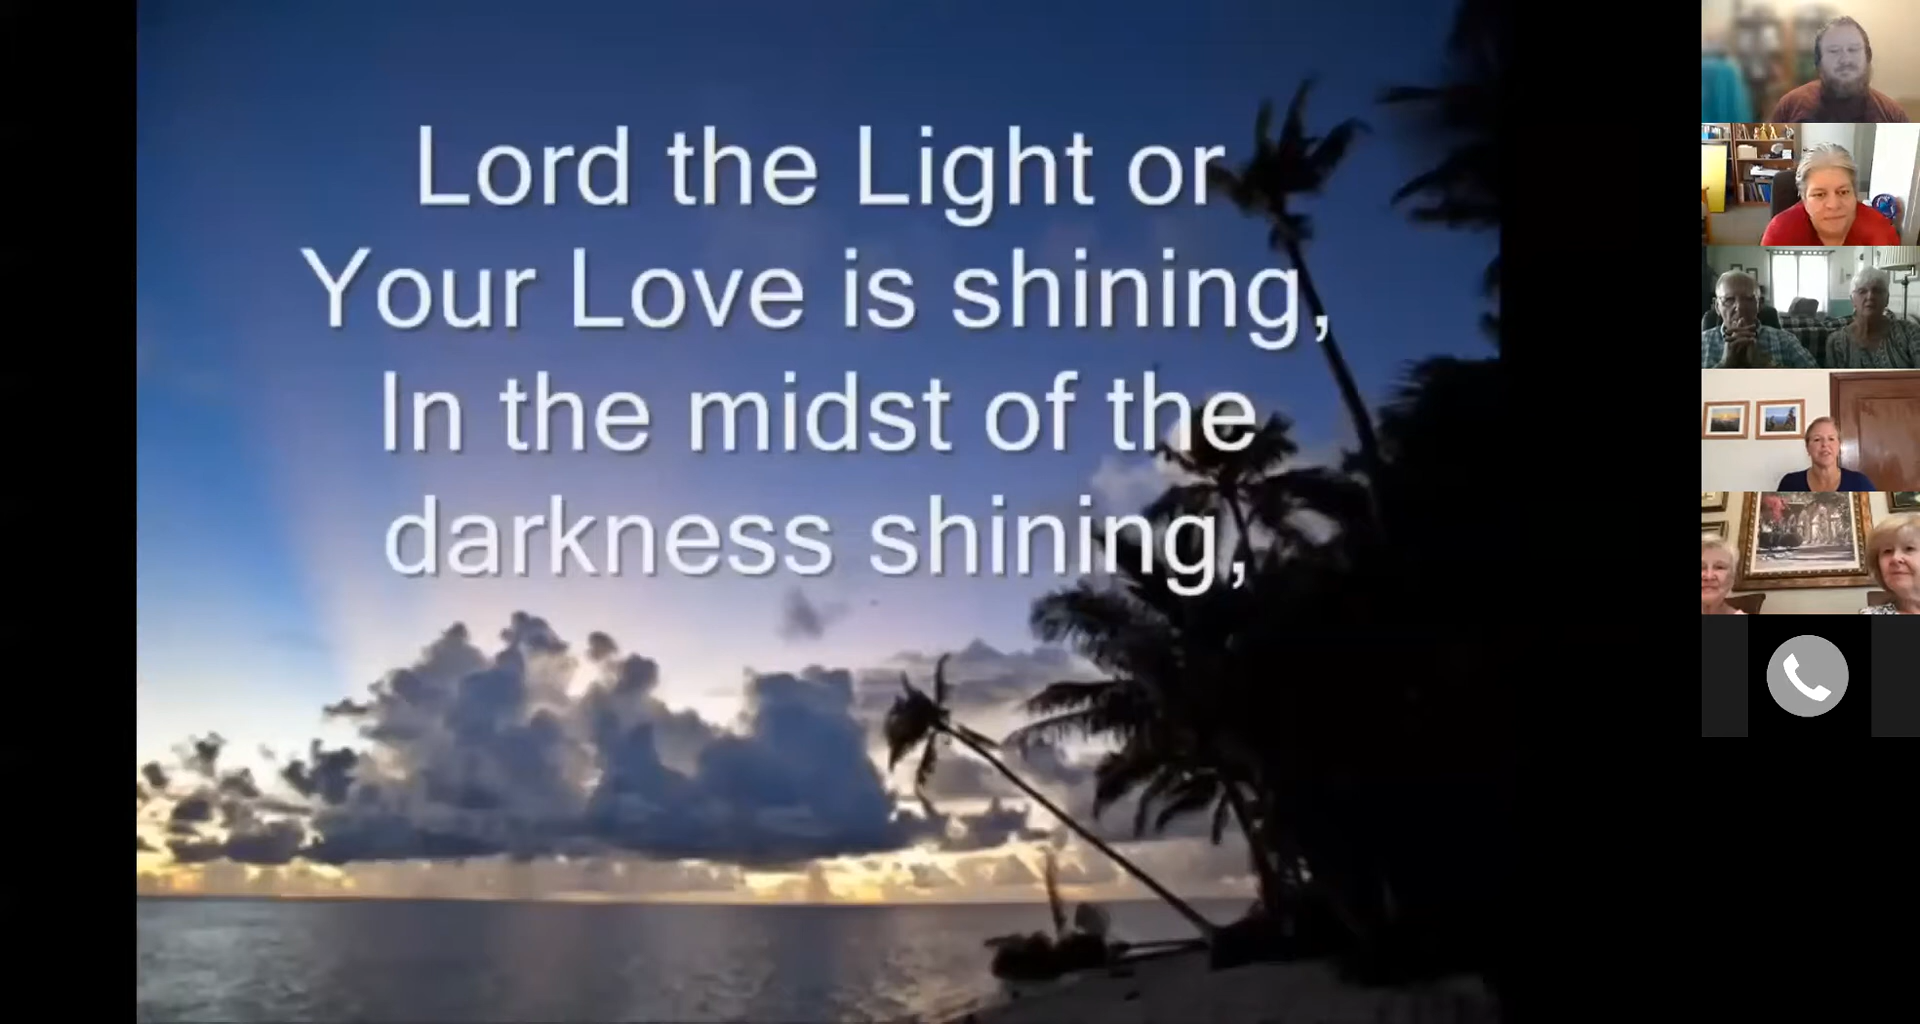 Lord the Light or
Your Love is shining,
In the midst of the
darkness shining,